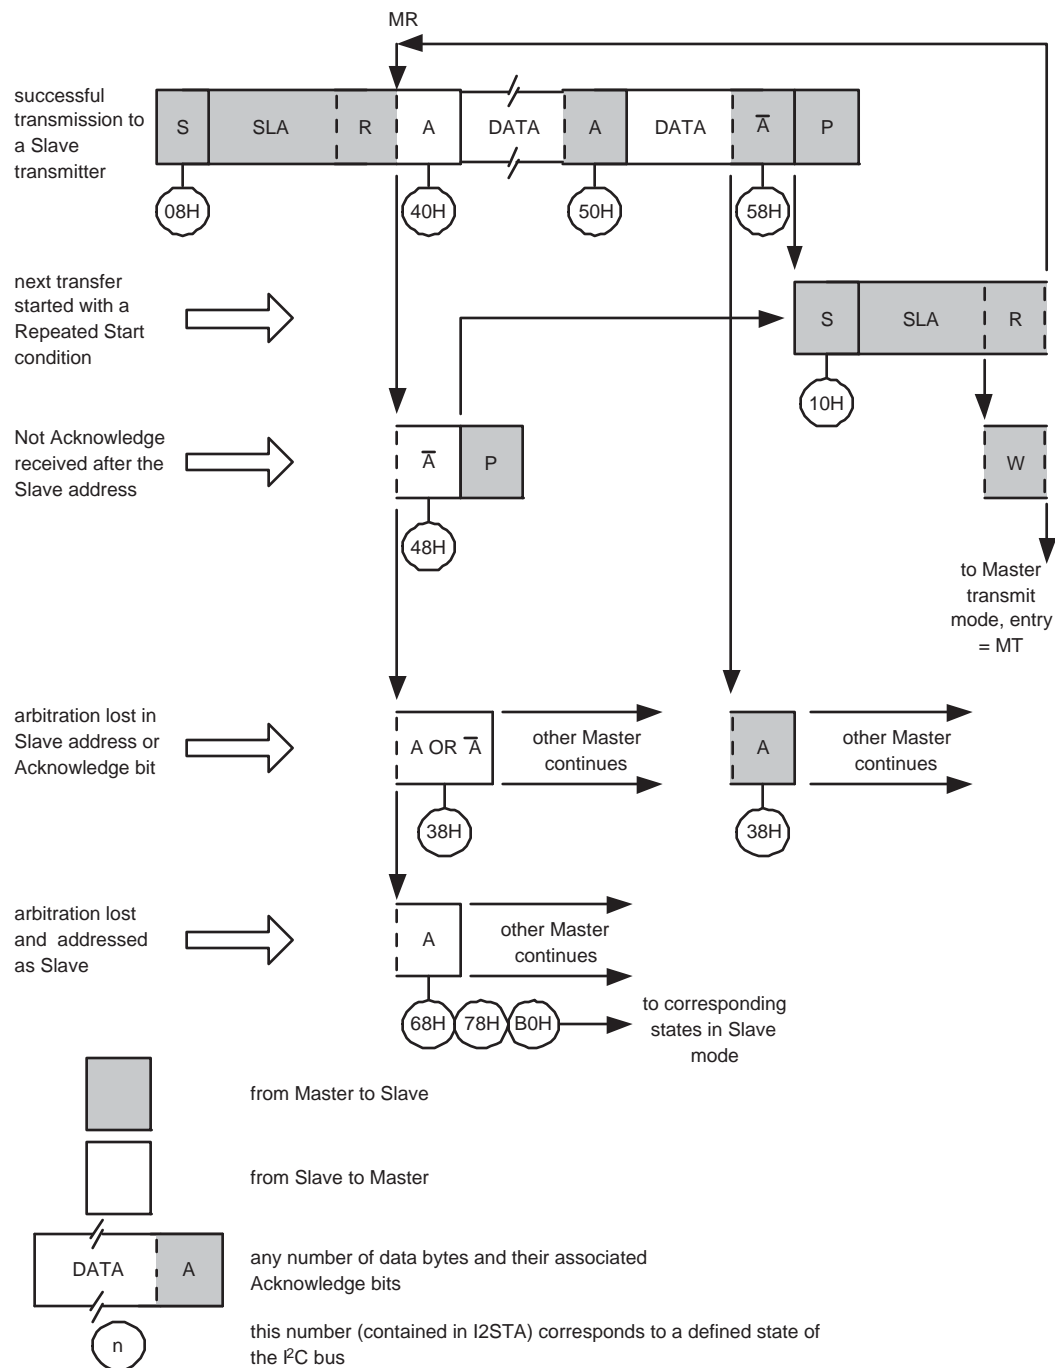 MR
successful
transmission to
a Slave
transmitter
S SLA R A DATA A DATA A̅ P
08H 40H 50H 58H
next transfer
started with a
Repeated Start
condition
S SLA R
10H
Not Acknowledge
received after the
Slave address
A̅ P
W
48H
to Master
transmit
mode, entry
= MT
arbitration lost in
Slave address or
Acknowledge bit
A OR A̅
other Master
continues
A
other Master
continues
38H 38H
arbitration lost
and addressed
as Slave
A
other Master
continues
68H 78H B0H
to corresponding
states in Slave
mode
from Master to Slave
from Slave to Master
DATA A
any number of data bytes and their associated
Acknowledge bits
n
this number (contained in I2STA) corresponds to a defined state of
the I²C bus